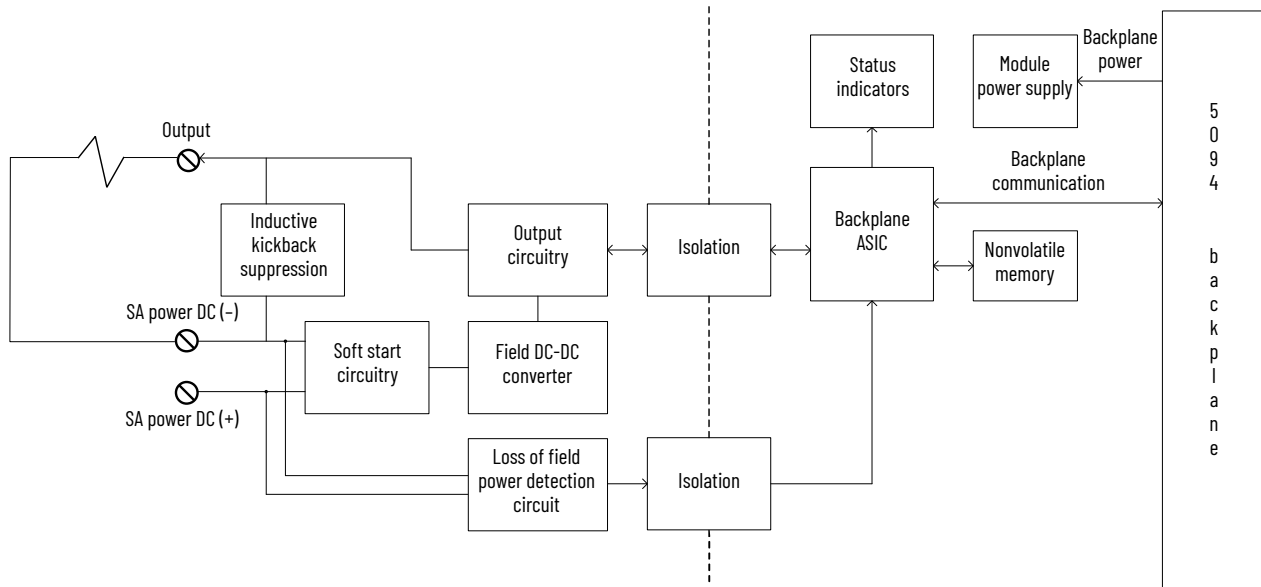 Output
Inductive
kickback
suppression
SA power DC (–)
SA power DC (+)
Soft start
circuitry
Output
circuitry
Field DC-DC
converter
Loss of field
power detection
circuit
Isolation
Isolation
Status
indicators
Module
power supply
Backplane
power
Backplane
ASIC
Backplane
communication
Nonvolatile
memory
5
0
9
4
b
a
c
k
p
l
a
n
e